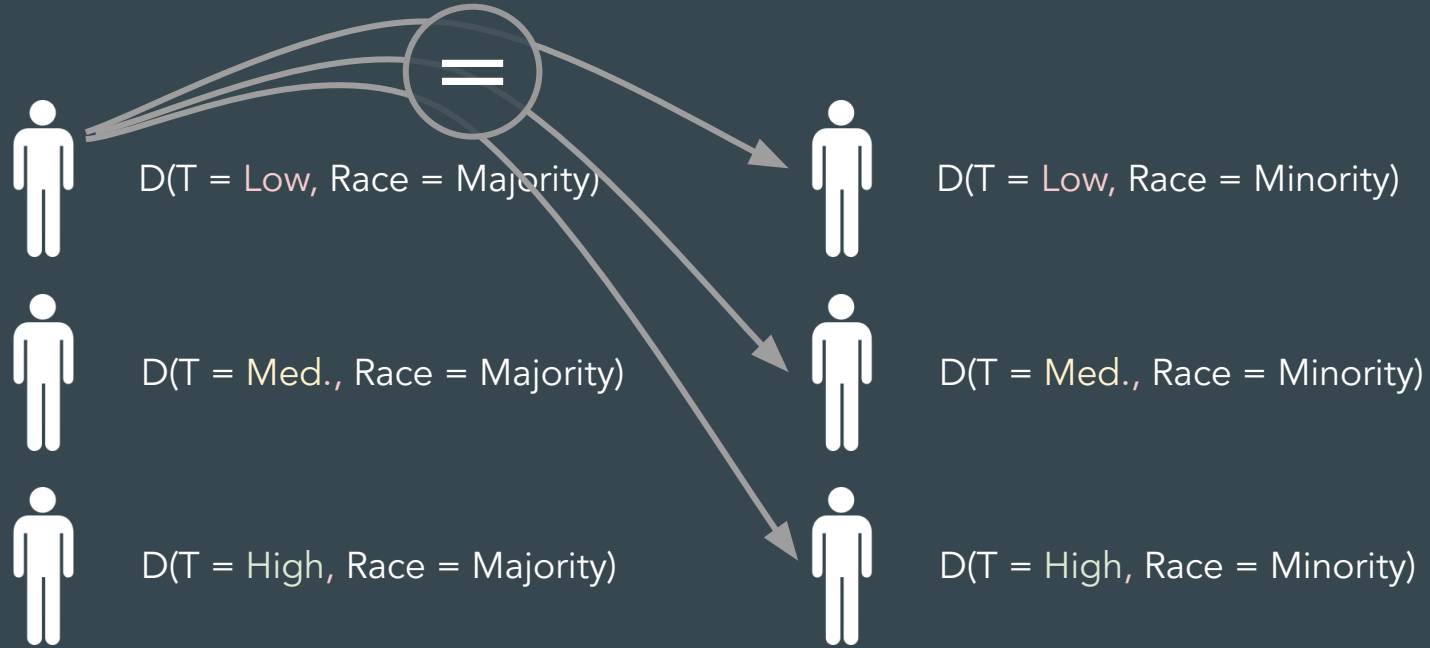 =
D(T = Low, Race = Majority)
D(T = Low, Race = Minority)
D(T = Med., Race = Majority)
D(T = Med., Race = Minority)
D(T = High, Race = Majority)
D(T = High, Race = Minority)